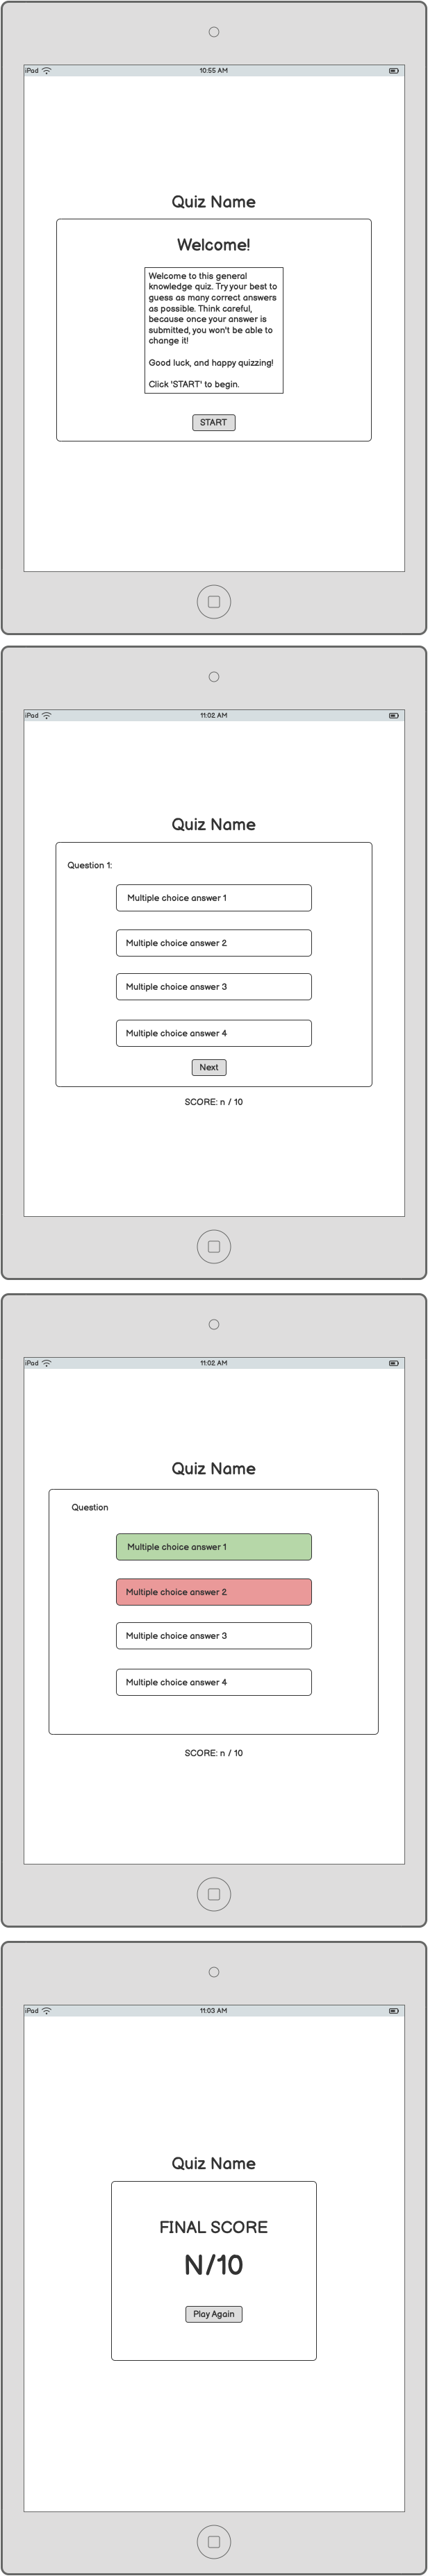 iPad 10:55 AM
Quiz Name
Welcome!
Welcome to this general
knowledge quiz. Try your best to
guess as many correct answers
as possible. Think careful,
because once your answer is
submitted, you won't be able to
change it!
Good luck, and happy quizzing!
Click 'START' to begin.
START
iPad 11:02 AM
Quiz Name
Question 1:
Multiple choice answer 1
Multiple choice answer 2
Multiple choice answer 3
Multiple choice answer 4
Next
SCORE: n / 10
iPad 11:02 AM
Quiz Name
Question
Multiple choice answer 1
Multiple choice answer 2
Multiple choice answer 3
Multiple choice answer 4
SCORE: n / 10
iPad 11:03 AM
Quiz Name
FINAL SCORE
N/10
Play Again